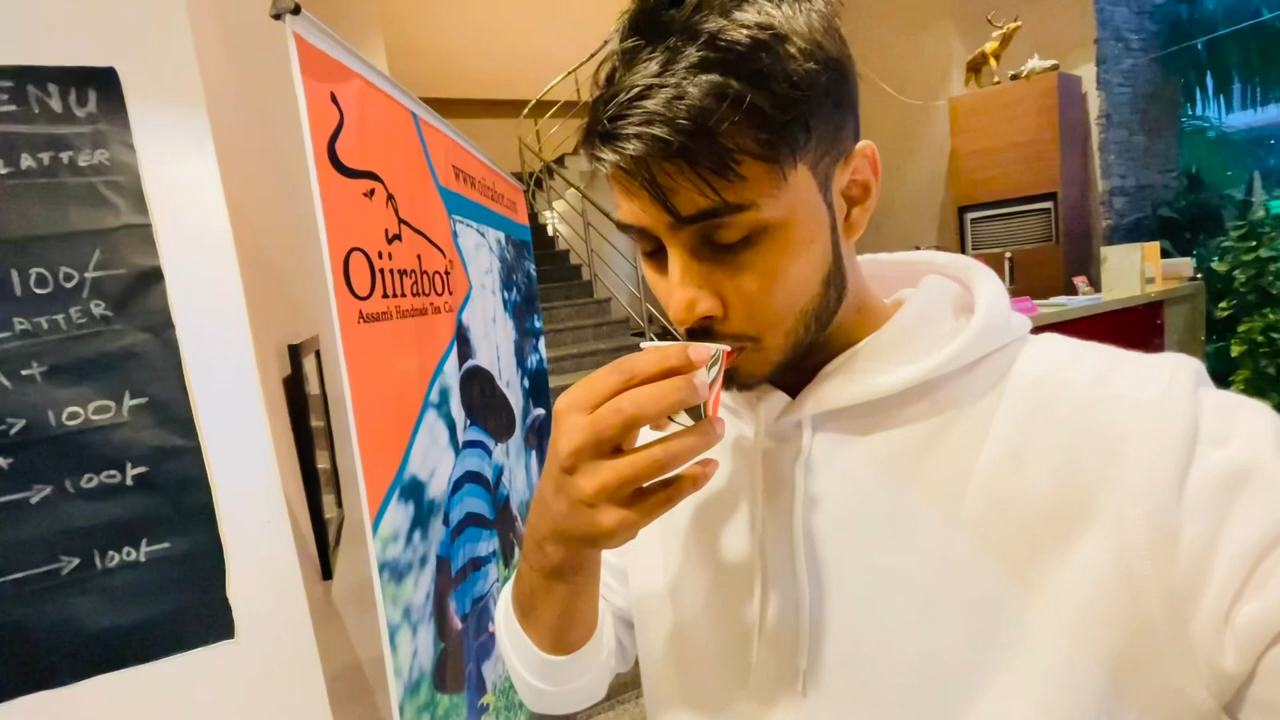 ENU
LATTER
100/-
LATTER
+
→ 100/-
+
→ 100/-
→ 100/-
www.oiirabot.com
Oiirabot
Assam's Handmade Tea Co.